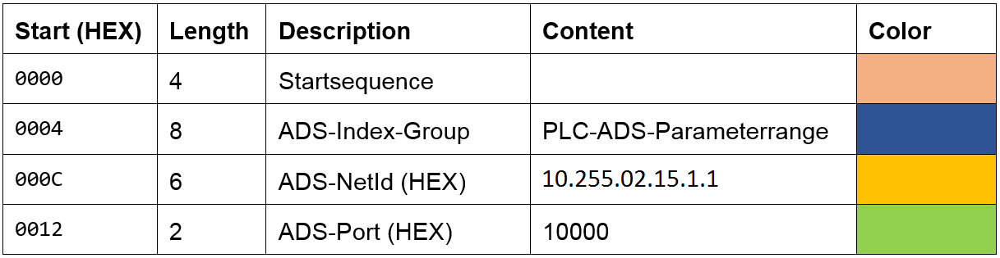 Start (HEX) Length Description Content Color
0000 4 Startsequence
0004 8 ADS-Index-Group PLC-ADS-Parameterrange
000C 6 ADS-NetId (HEX) 10.255.02.15.1.1
0012 2 ADS-Port (HEX) 10000